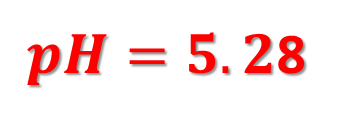 pH = 5.28